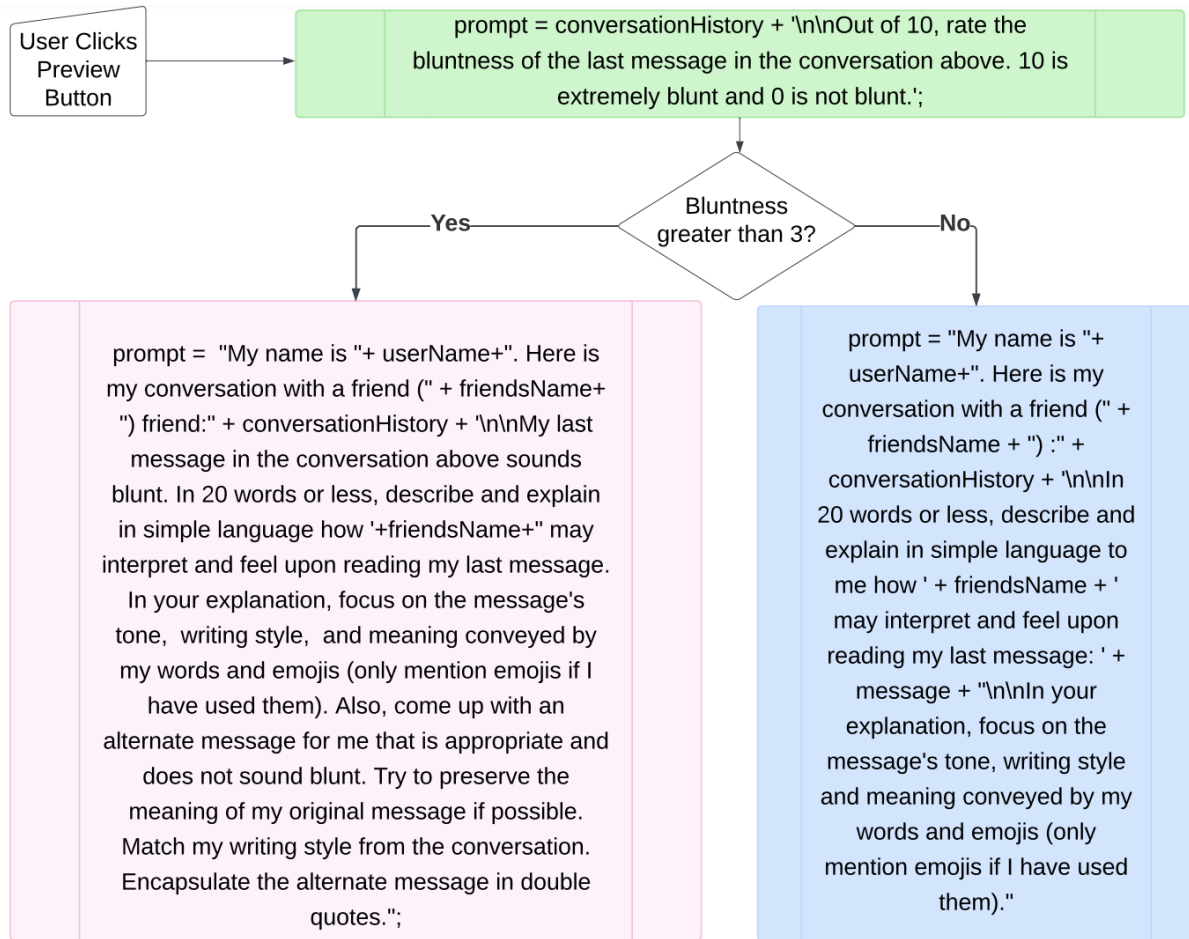 User Clicks
Preview
Button
prompt = conversationHistory + '\n\nOut of 10, rate the
bluntness of the last message in the conversation above. 10 is
extremely blunt and 0 is not blunt.';
Bluntness
greater than 3?
Yes
No
prompt =  "My name is "+ userName+". Here is
my conversation with a friend (" + friendsName+
") friend:" + conversationHistory + '\n\nMy last
message in the conversation above sounds
blunt. In 20 words or less, describe and explain
in simple language how '+friendsName+" may
interpret and feel upon reading my last message.
In your explanation, focus on the message's
tone,  writing style,  and meaning conveyed by
my words and emojis (only mention emojis if I
have used them). Also, come up with an
alternate message for me that is appropriate and
does not sound blunt. Try to preserve the
meaning of my original message if possible.
Match my writing style from the conversation.
Encapsulate the alternate message in double
quotes.";
prompt = "My name is "+
userName+". Here is my
conversation with a friend (" +
friendsName + ") :" +
conversationHistory + '\n\nIn
20 words or less, describe and
explain in simple language to
me how ' + friendsName + '
may interpret and feel upon
reading my last message: ' +
message + "\n\nIn your
explanation, focus on the
message's tone, writing style
and meaning conveyed by my
words and emojis (only
mention emojis if I have used
them)."